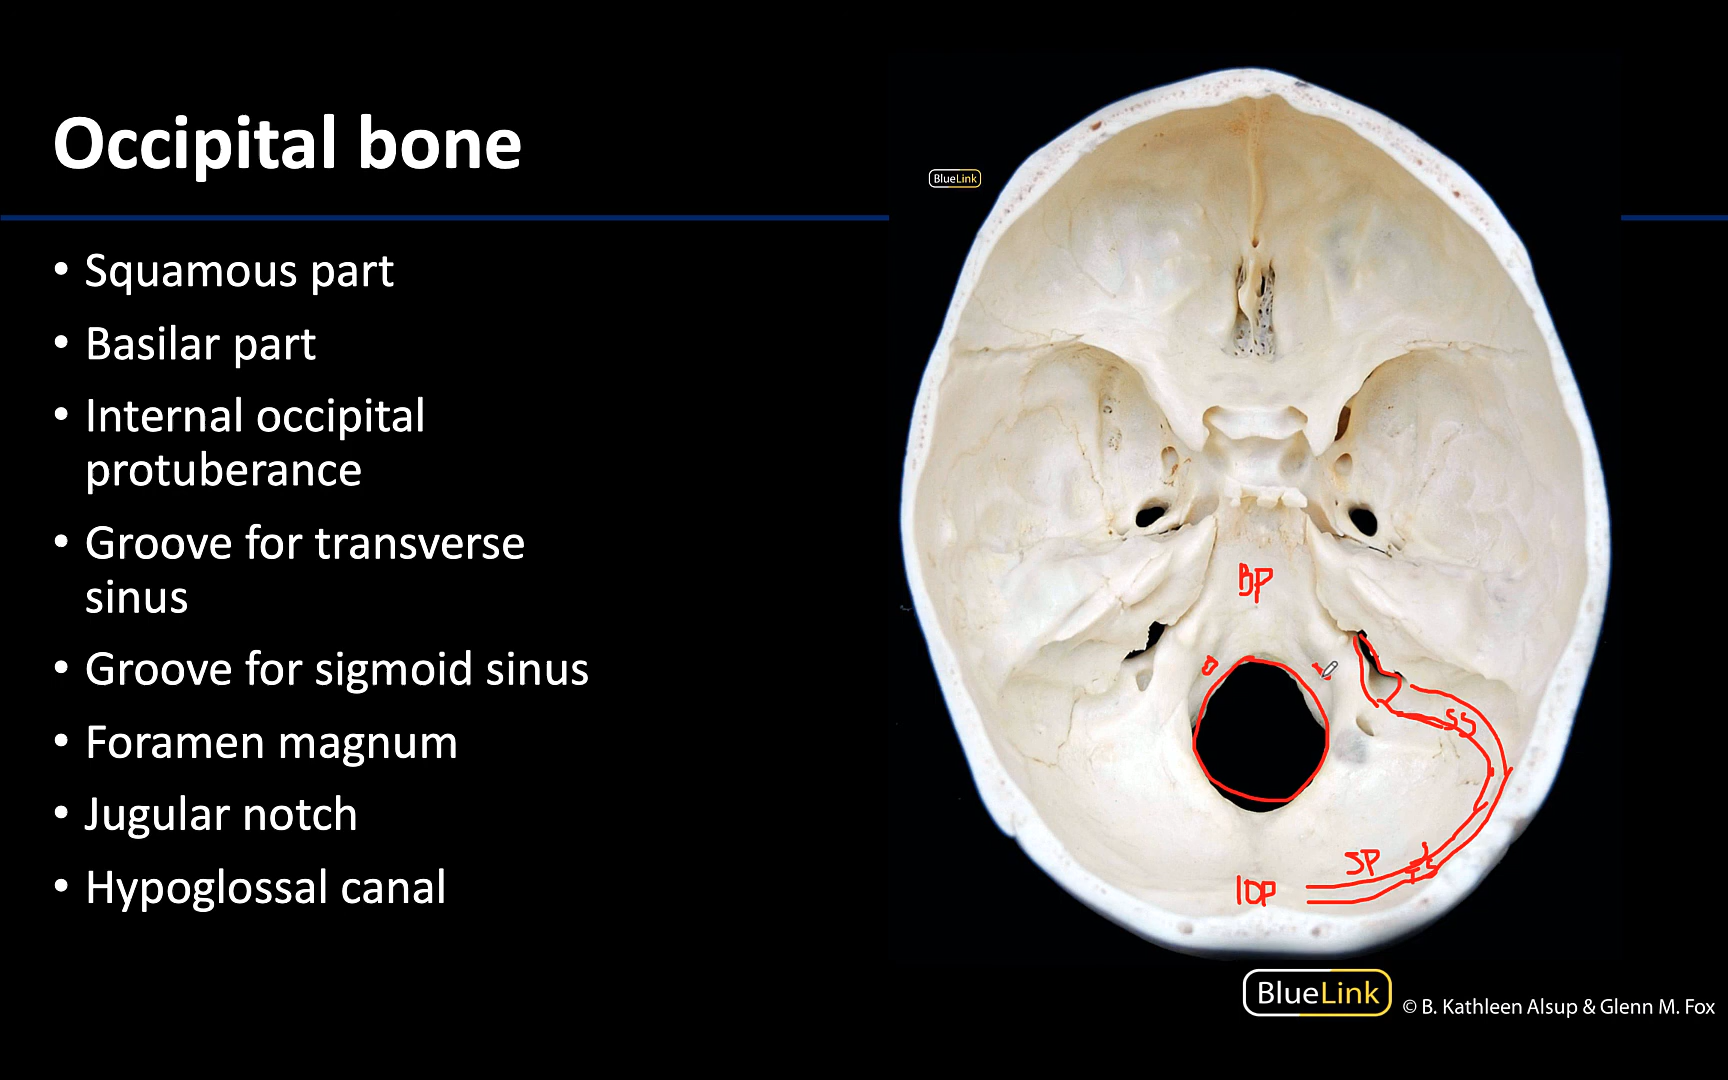 Occipital bone
BlueLink
• Squamous part
• Basilar part
• Internal occipital
protuberance
• Groove for transverse
sinus
• Groove for sigmoid sinus
• Foramen magnum
• Jugular notch
• Hypoglossal canal
BP
SS
SP
TS
IOP
BlueLink
© B. Kathleen Alsup & Glenn M. Fox